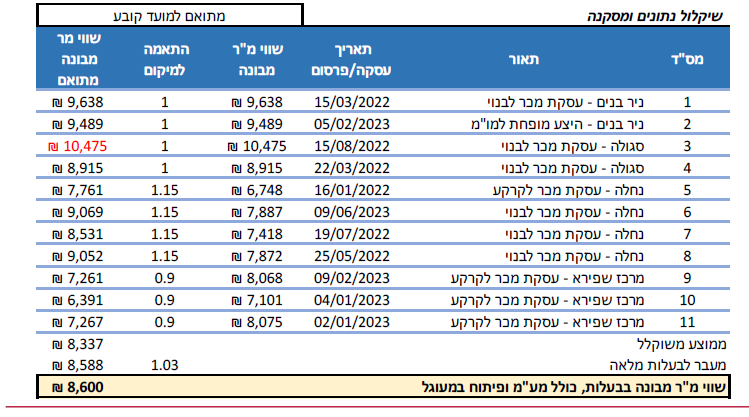 שיקלול נתונים ומסקנה מתואם למועד קובע
מס"ד תאור תאריך עסקה/פרסום שווי מ"ר מבונה התאמה למיקום שווי מר מבונה מתואם
1 ניר בנים - עסקת מכר לבנוי 15/03/2022 9,638 ₪ 1 9,638 ₪
2 ניר בנים - היצע מופחת למו"מ 05/02/2023 9,489 ₪ 1 9,489 ₪
3 סגולה - עסקת מכר לבנוי 15/08/2022 10,475 ₪ 1 10,475 ₪
4 סגולה - עסקת מכר לבנוי 22/03/2022 8,915 ₪ 1 8,915 ₪
5 נחלה - עסקת מכר לקרקע 16/01/2022 6,748 ₪ 1.15 7,761 ₪
6 נחלה - עסקת מכר לבנוי 09/06/2023 7,887 ₪ 1.15 9,069 ₪
7 נחלה - עסקת מכר לבנוי 19/07/2022 7,418 ₪ 1.15 8,531 ₪
8 נחלה - עסקת מכר לבנוי 25/05/2022 7,872 ₪ 1.15 9,052 ₪
9 מרכז שפירא - עסקת מכר לקרקע 09/02/2023 8,068 ₪ 0.9 7,261 ₪
10 מרכז שפירא - עסקת מכר לקרקע 04/01/2023 7,101 ₪ 0.9 6,391 ₪
11 מרכז שפירא - עסקת מכר לקרקע 02/01/2023 8,075 ₪ 0.9 7,267 ₪
ממוצע משוקלל 8,337 ₪
מעבר לבעלות מלאה 1.03 8,588 ₪
שווי מ"ר מבונה בבעלות, כולל מע"מ ופיתוח במעוגל 8,600 ₪